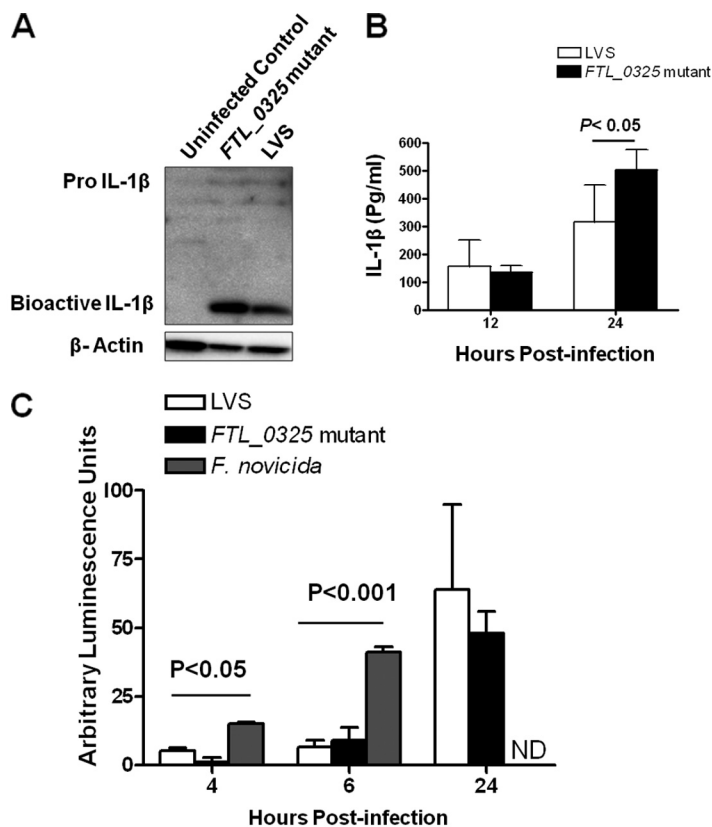 A
Uninfected Control
FTL_0325 mutant
LVS
Pro IL-1β
Bioactive IL-1β
β- Actin
B
LVS
FTL_0325 mutant
P< 0.05
IL-1β (Pg/ml)
600
500
400
300
200
100
0
12
24
Hours Post-infection
C
LVS
FTL_0325 mutant
F. novicida
Arbitrary Luminescence Units
100
75
50
25
0
P<0.05
P<0.001
ND
4
6
24
Hours Post-infection